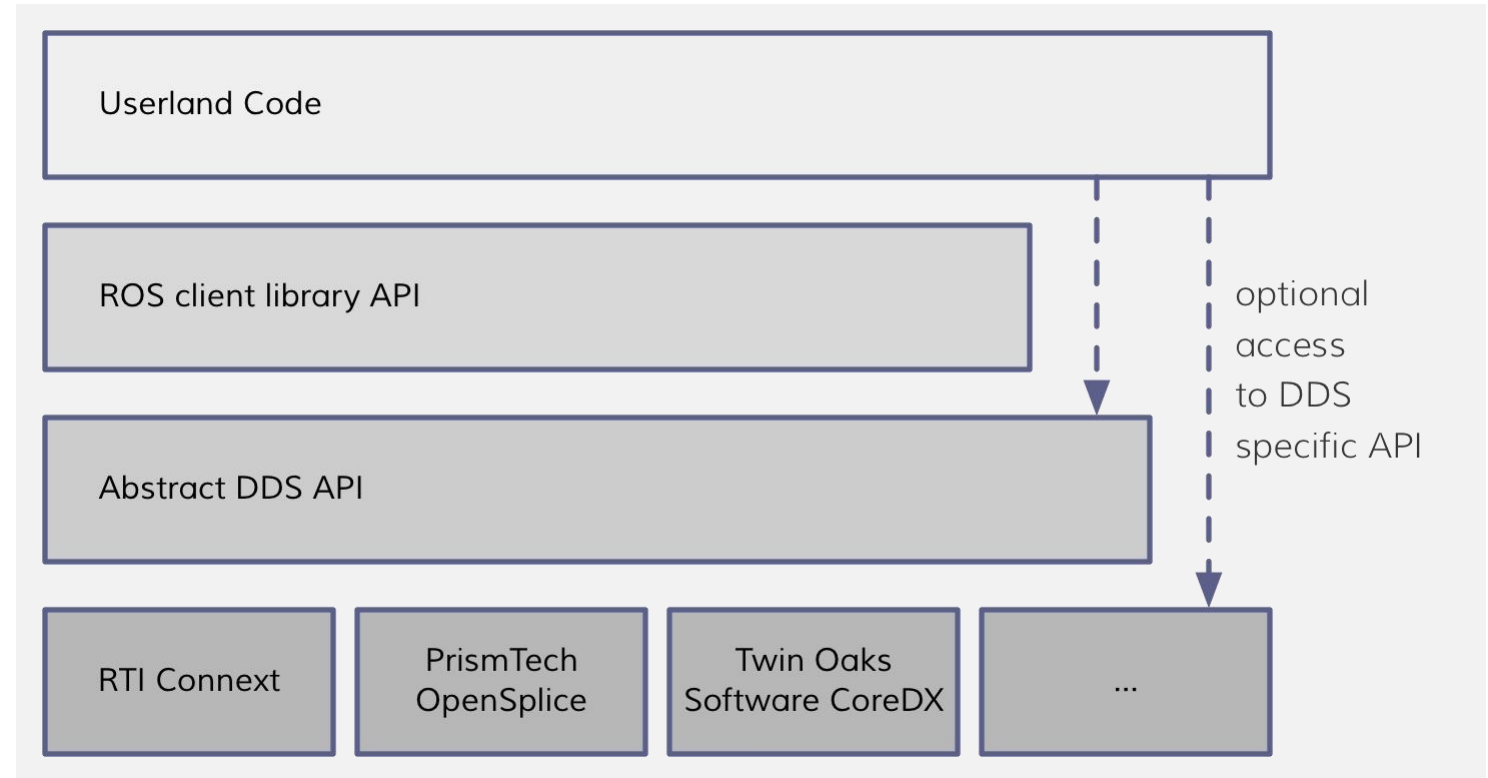 Userland Code
ROS client library API
optional
access
to DDS
specific API
Abstract DDS API
RTI Connext
PrismTech
OpenSplice
Twin Oaks
Software CoreDX
...